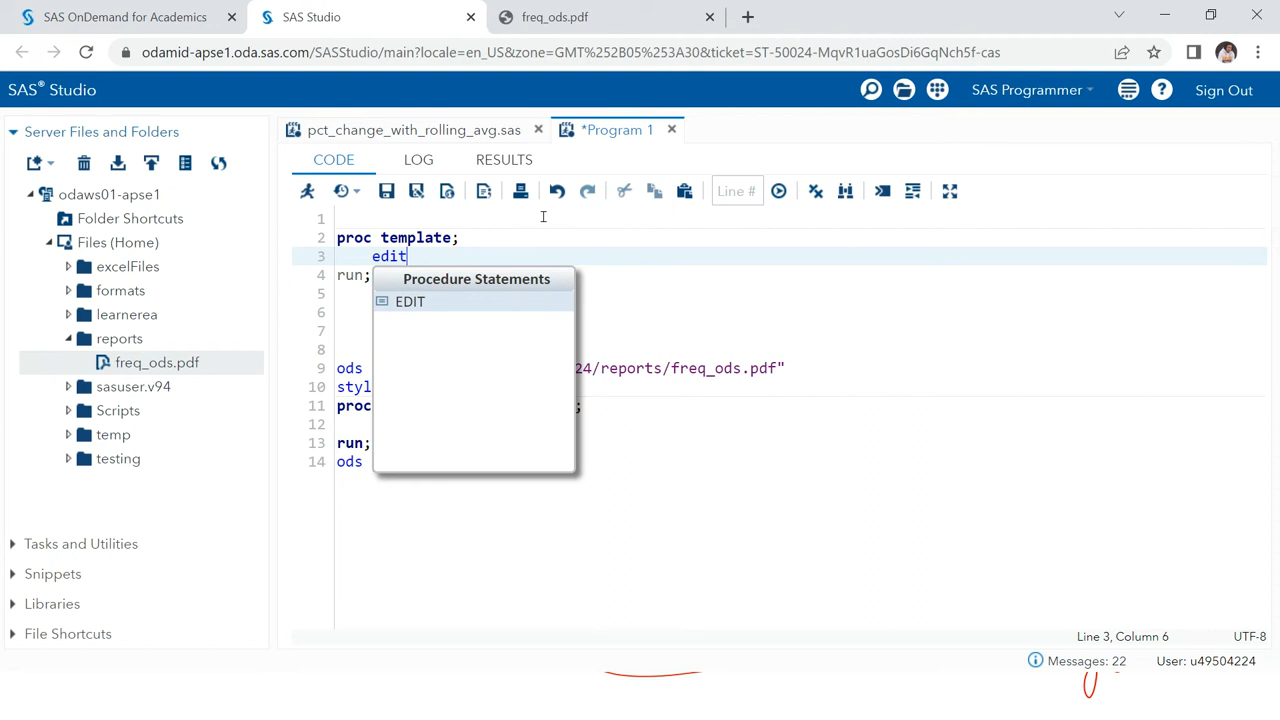 SAS OnDemand for Academics
SAS Studio
freq_ods.pdf
odamid-apse1.oda.sas.com/SASStudio/main?locale=en_US&zone=GMT%252B05%253A30&ticket=ST-50024-MqvR1uaGosDi6GqNch5f-cas
SAS® Studio
SAS Programmer
Sign Out
Server Files and Folders
pct_change_with_rolling_avg.sas
*Program 1
CODE
LOG
RESULTS
Line #
odaws01-apse1
Folder Shortcuts
Files (Home)
excelFiles
formats
learnerea
reports
freq_ods.pdf
sasuser.v94
Scripts
temp
testing
Tasks and Utilities
Snippets
Libraries
File Shortcuts
1
2 proc template;
3 edit
4 run;
Procedure Statements
EDIT
5
6
7
8
9 ods 24/reports/freq_ods.pdf"
10 styl
11 proc ;
12
13 run;
14 ods
Line 3, Column 6
UTF-8
Messages: 22
User: u49504224